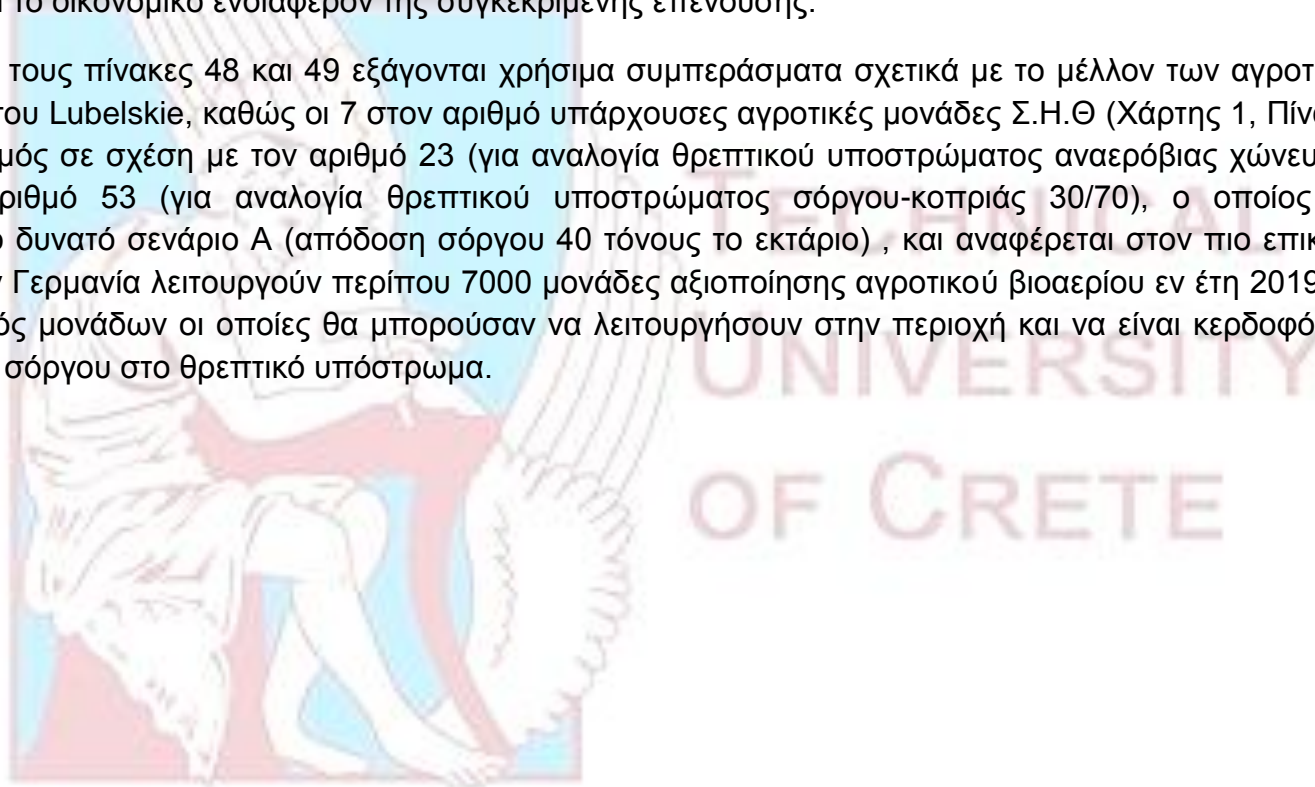 το οικονομικό ενδιαφέρον της συγκεκριμένης επένδυσης.
τους πίνακες 48 και 49 εξάγονται χρήσιμα συμπεράσματα σχετικά με το μέλλον των αγροτ
του Lubelskie, καθώς οι 7 στον αριθμό υπάρχουσες αγροτικές μονάδες Σ.Η.Θ (Χάρτης 1, Πίν
μός σε σχέση με τον αριθμό 23 (για αναλογία θρεπτικού υποστρώματος αναερόβιας χώνευ
ριθμό 53 (για αναλογία θρεπτικού υποστρώματος σόργου-κοπριάς 30/70), ο οποίος
δυνατό σενάριο Α (απόδοση σόργου 40 τόνους το εκτάριο) , και αναφέρεται στον πιο επικ
Γερμανία λειτουργούν περίπου 7000 μονάδες αξιοποίησης αγροτικού βιοαερίου εν έτη 2019
ός μονάδων οι οποίες θα μπορούσαν να λειτουργήσουν στην περιοχή και να είναι κερδοφό
σόργου στο θρεπτικό υπόστρωμα.
TECHNICAL
UNIVERSITY
OF CRETE